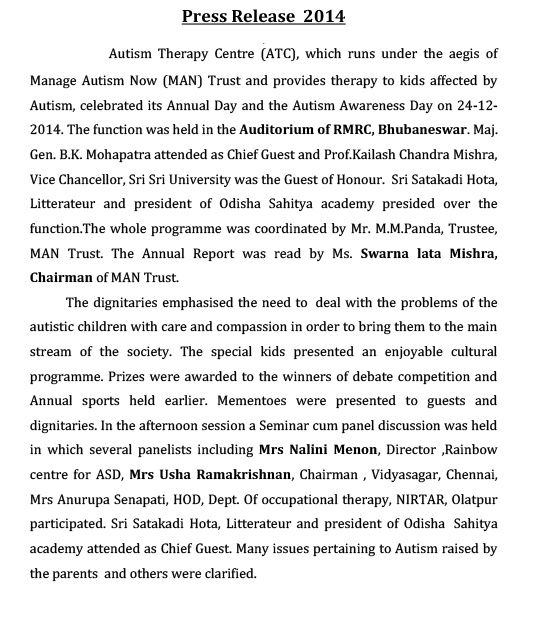 Press Release 2014
Autism Therapy Centre (ATC), which runs under the aegis of
Manage Autism Now (MAN) Trust and provides therapy to kids affected by
Autism, celebrated its Annual Day and the Autism Awareness Day on 24-12-
2014. The function was held in the Auditorium of RMRC, Bhubaneswar. Maj.
Gen. B.K. Mohapatra attended as Chief Guest and Prof.Kailash Chandra Mishra,
Vice Chancellor, Sri Sri University was the Guest of Honour. Sri Satakadi Hota,
Litterateur and president of Odisha Sahitya academy presided over the
function.The whole programme was coordinated by Mr. M.M.Panda, Trustee,
MAN Trust. The Annual Report was read by Ms. Swarna lata Mishra,
Chairman of MAN Trust.
The dignitaries emphasised the need to deal with the problems of the
autistic children with care and compassion in order to bring them to the main
stream of the society. The special kids presented an enjoyable cultural
programme. Prizes were awarded to the winners of debate competition and
Annual sports held earlier. Mementoes were presented to guests and
dignitaries. In the afternoon session a Seminar cum panel discussion was held
in which several panelists including Mrs Nalini Menon, Director ,Rainbow
centre for ASD, Mrs Usha Ramakrishnan, Chairman , Vidyasagar, Chennai,
Mrs Anurupa Senapati, HOD, Dept. Of occupational therapy, NIRTAR, Olatpur
participated. Sri Satakadi Hota, Litterateur and president of Odisha Sahitya
academy attended as Chief Guest. Many issues pertaining to Autism raised by
the parents and others were clarified.